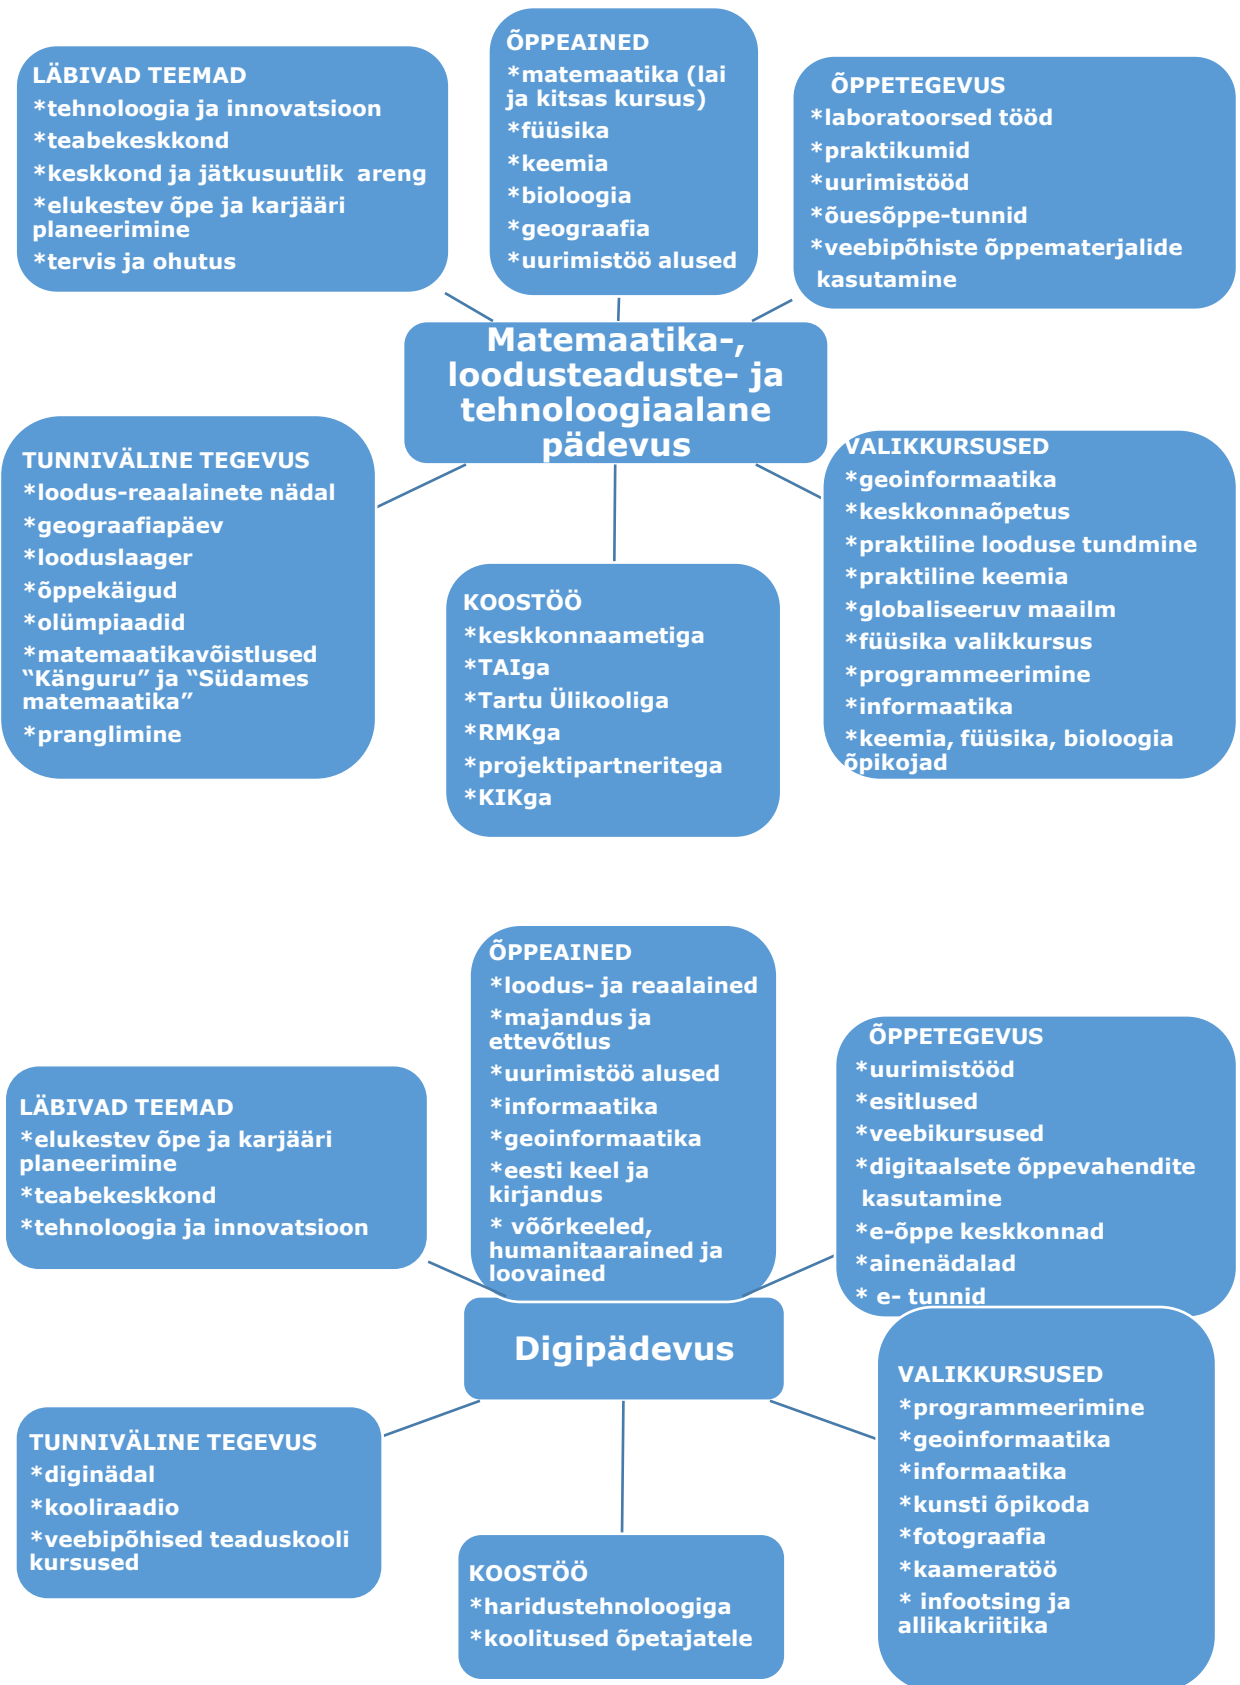 LÄBIVAD TEEMAD
*tehnoloogia ja innovatsioon
*teabekeskkond
*keskkond ja jätkusuutlik areng
*elukestev õpe ja karjääri
planeerimine
*tervis ja ohutus
ÕPPEAINED
*matemaatika (lai
ja kitsas kursus)
*füüsika
*keemia
*bioloogia
*geograafia
*uurimistöö alused
ÕPPETEGEVUS
*laboratoorsed tööd
*praktikumid
*uurimistööd
*õuesõppe-tunnid
*veebipõhiste õppematerjalide
kasutamine
Matemaatika-,
loodusteaduste- ja
tehnoloogiaalane
pädevus
TUNNIVÄLINE TEGEVUS
*loodus-reaalainete nädal
*geograafiapäev
*looduslaager
*õppekäigud
*olümpiaadid
*matemaatikavõistlused
“Känguru” ja “Südames
matemaatika”
*pranglimine
KOOSTÖÖ
*keskkonnaametiga
*TAIga
*Tartu Ülikooliga
*RMKga
*projektipartneritega
*KIKga
VALIKKURSUSED
*geoinformaatika
*keskkonnaõpetus
*praktiline looduse tundmine
*praktiline keemia
*globaliseeruv maailm
*füüsika valikkursus
*programmeerimine
*informaatika
*keemia, füüsika, bioloogia
õpikojad
LÄBIVAD TEEMAD
*elukestev õpe ja karjääri
planeerimine
*teabekeskkond
*tehnoloogia ja innovatsioon
ÕPPEAINED
*loodus- ja reaalained
*majandus ja
ettevõtlus
*uurimistöö alused
*informaatika
*geoinformaatika
*eesti keel ja
kirjandus
* võõrkeeled,
humanitaarained ja
loovained
ÕPPETEGEVUS
*uurimistööd
*esitlused
*veebikursused
*digitaalsete õppevahendite
kasutamine
*e-õppe keskkonnad
*ainenädalad
* e- tunnid
Digipädevus
TUNNIVÄLINE TEGEVUS
*diginädal
*kooliraadio
*veebipõhised teaduskooli
kursused
KOOSTÖÖ
*haridustehnoloogiga
*koolitused õpetajatele
VALIKKURSUSED
*programmeerimine
*geoinformaatika
*informaatika
*kunsti õpikoda
*fotograafia
*kaameratöö
* infootsing ja
allikakriitika